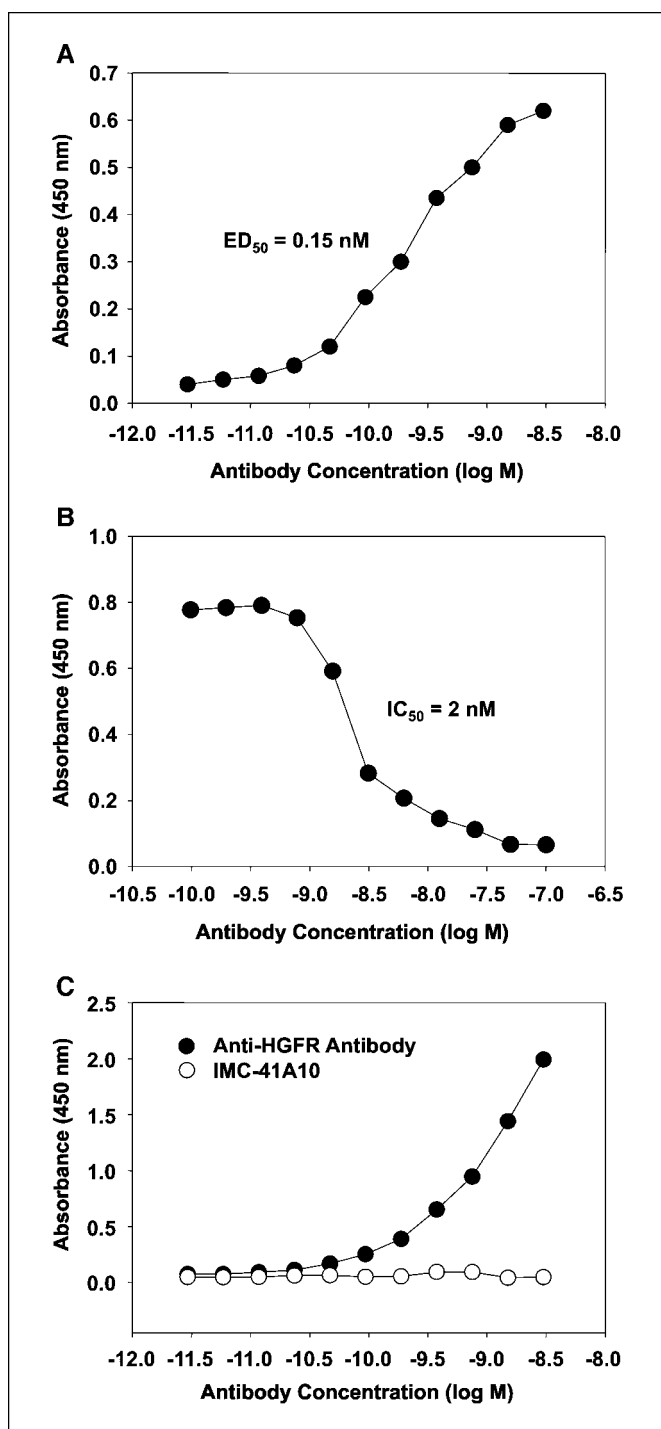 A
0.7
0.6
0.5
0.4
0.3
0.2
0.1
0.0
Absorbance (450 nm)
ED50 = 0.15 nM
-12.0 -11.5 -11.0 -10.5 -10.0 -9.5 -9.0 -8.5 -8.0
Antibody Concentration (log M)
B
1.0
0.8
0.6
0.4
0.2
0.0
Absorbance (450 nm)
IC50 = 2 nM
-10.5 -10.0 -9.5 -9.0 -8.5 -8.0 -7.5 -7.0 -6.5
Antibody Concentration (log M)
C
2.5
2.0
1.5
1.0
0.5
0.0
Absorbance (450 nm)
Anti-HGFR Antibody
IMC-41A10
-12.0 -11.5 -11.0 -10.5 -10.0 -9.5 -9.0 -8.5 -8.0
Antibody Concentration (log M)